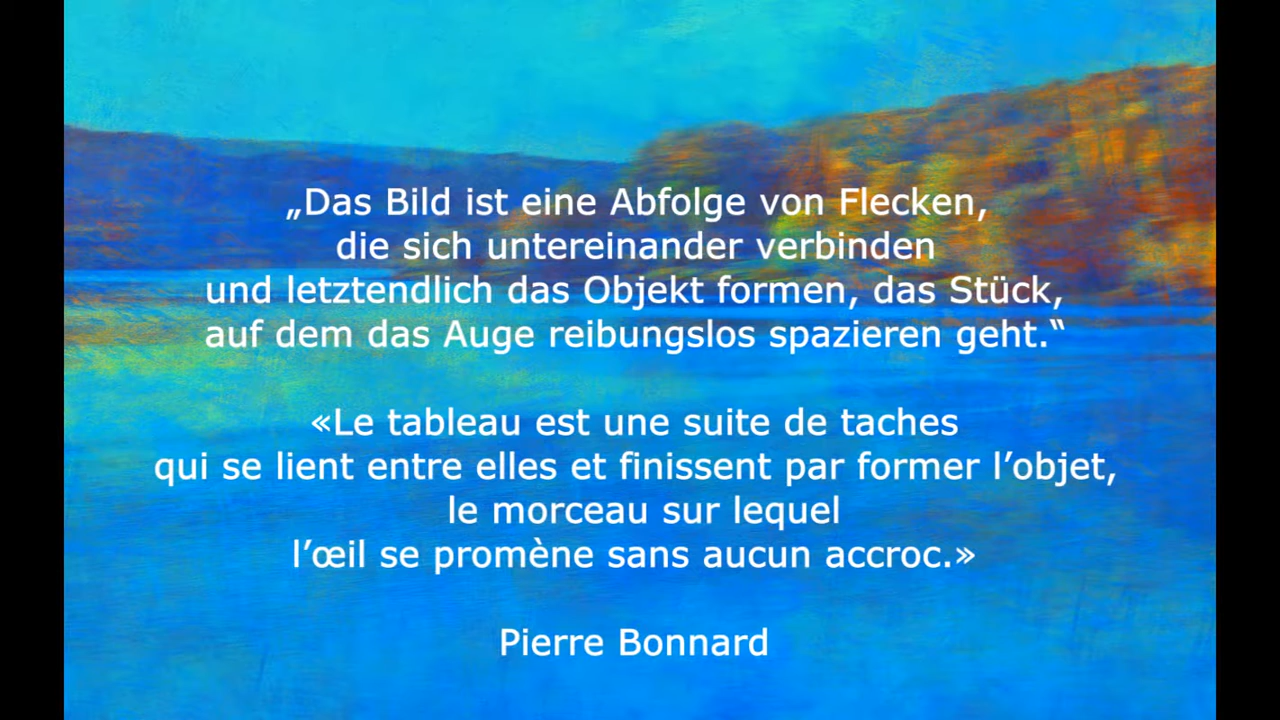 „Das Bild ist eine Abfolge von Flecken,
die sich untereinander verbinden
und letztendlich das Objekt formen, das Stück,
auf dem das Auge reibungslos spazieren geht.“
«Le tableau est une suite de taches
qui se lient entre elles et finissent par former l’objet,
le morceau sur lequel
l’œil se promène sans aucun accroc.»
Pierre Bonnard